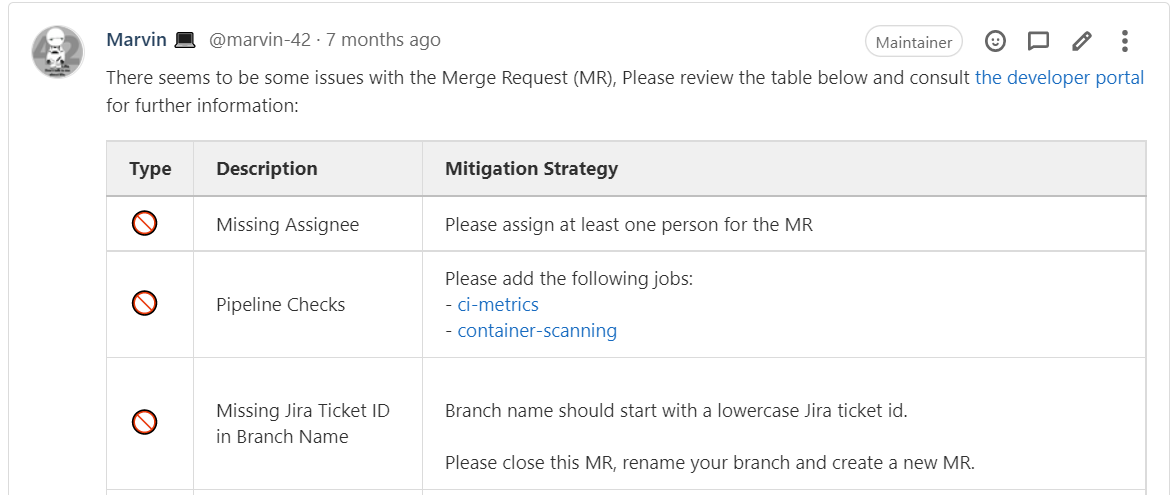 Marvin @marvin-42 · 7 months ago
Maintainer
There seems to be some issues with the Merge Request (MR), Please review the table below and consult the developer portal
for further information:
Type Description Mitigation Strategy
Missing Assignee Please assign at least one person for the MR
Pipeline Checks
Please add the following jobs:
- ci-metrics
- container-scanning
Missing Jira Ticket ID
in Branch Name
Branch name should start with a lowercase Jira ticket id.
Please close this MR, rename your branch and create a new MR.